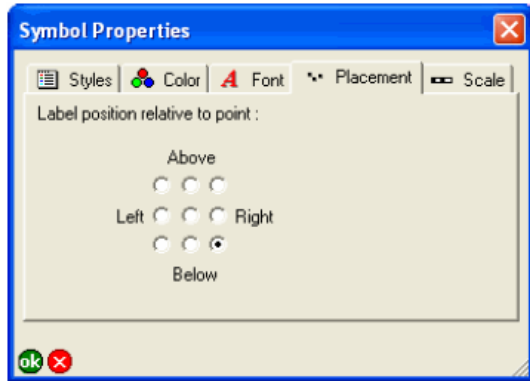 Symbol Properties
Styles Color A Font Placement Scale
Label position relative to point :
Above
Left Right
Below
ok